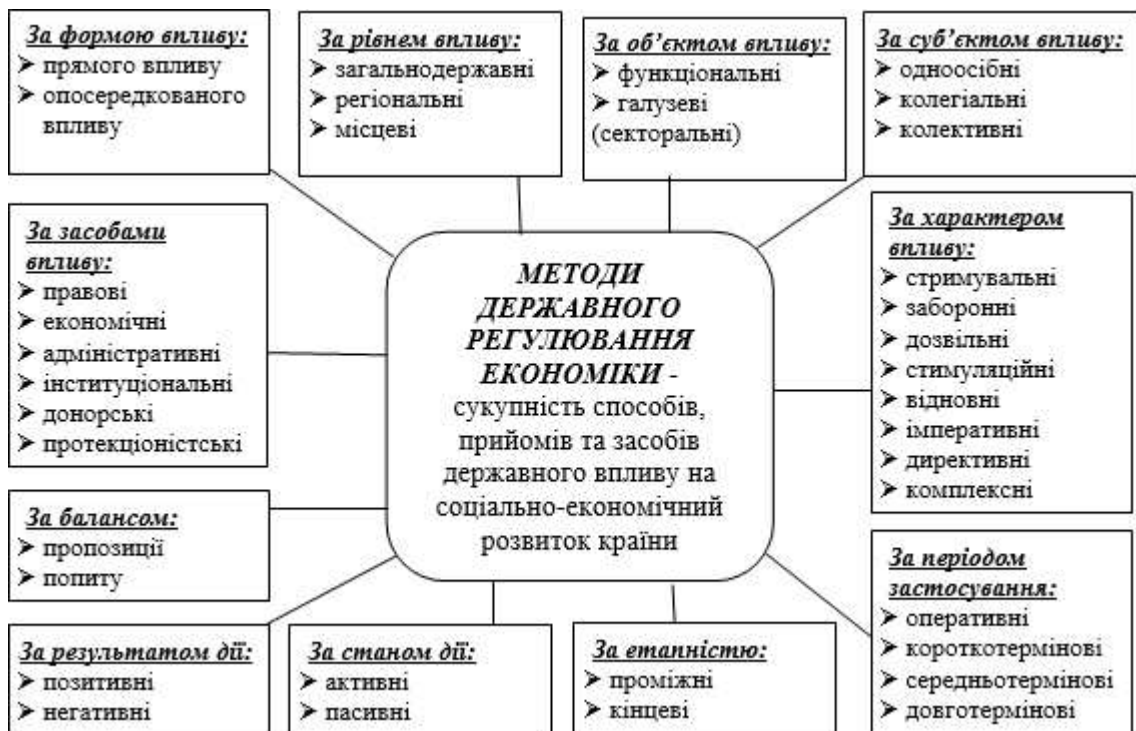 За формою впливу:
➢ прямого впливу
➢ опосередкованого
впливу
За рівнем впливу:
➢ загальнодержавні
➢ регіональні
➢ місцеві
За об’єктом впливу:
➢ функціональні
➢ галузеві
(секторальні)
За суб’єктом впливу:
➢ одноосібні
➢ колегіальні
➢ колективні
За засобами
впливу:
➢ правові
➢ економічні
➢ адміністративні
➢ інституціональні
➢ донорські
➢ протекціоністські
МЕТОДИ
ДЕРЖАВНОГО
РЕГУЛЮВАННЯ
ЕКОНОМІКИ -
сукупність способів,
прийомів та засобів
державного впливу на
соціально-економічний
розвиток країни
За характером
впливу:
➢ стримувальні
➢ заборонні
➢ дозвільні
➢ стимуляційні
➢ відновні
➢ імперативні
➢ директивні
➢ комплексні
За балансом:
➢ пропозиції
➢ попиту
За періодом
застосування:
➢ оперативні
➢ короткотермінові
➢ середньотермінові
➢ довготермінові
За результатом дії:
➢ позитивні
➢ негативні
За станом дії:
➢ активні
➢ пасивні
За етапністю:
➢ проміжні
➢ кінцеві